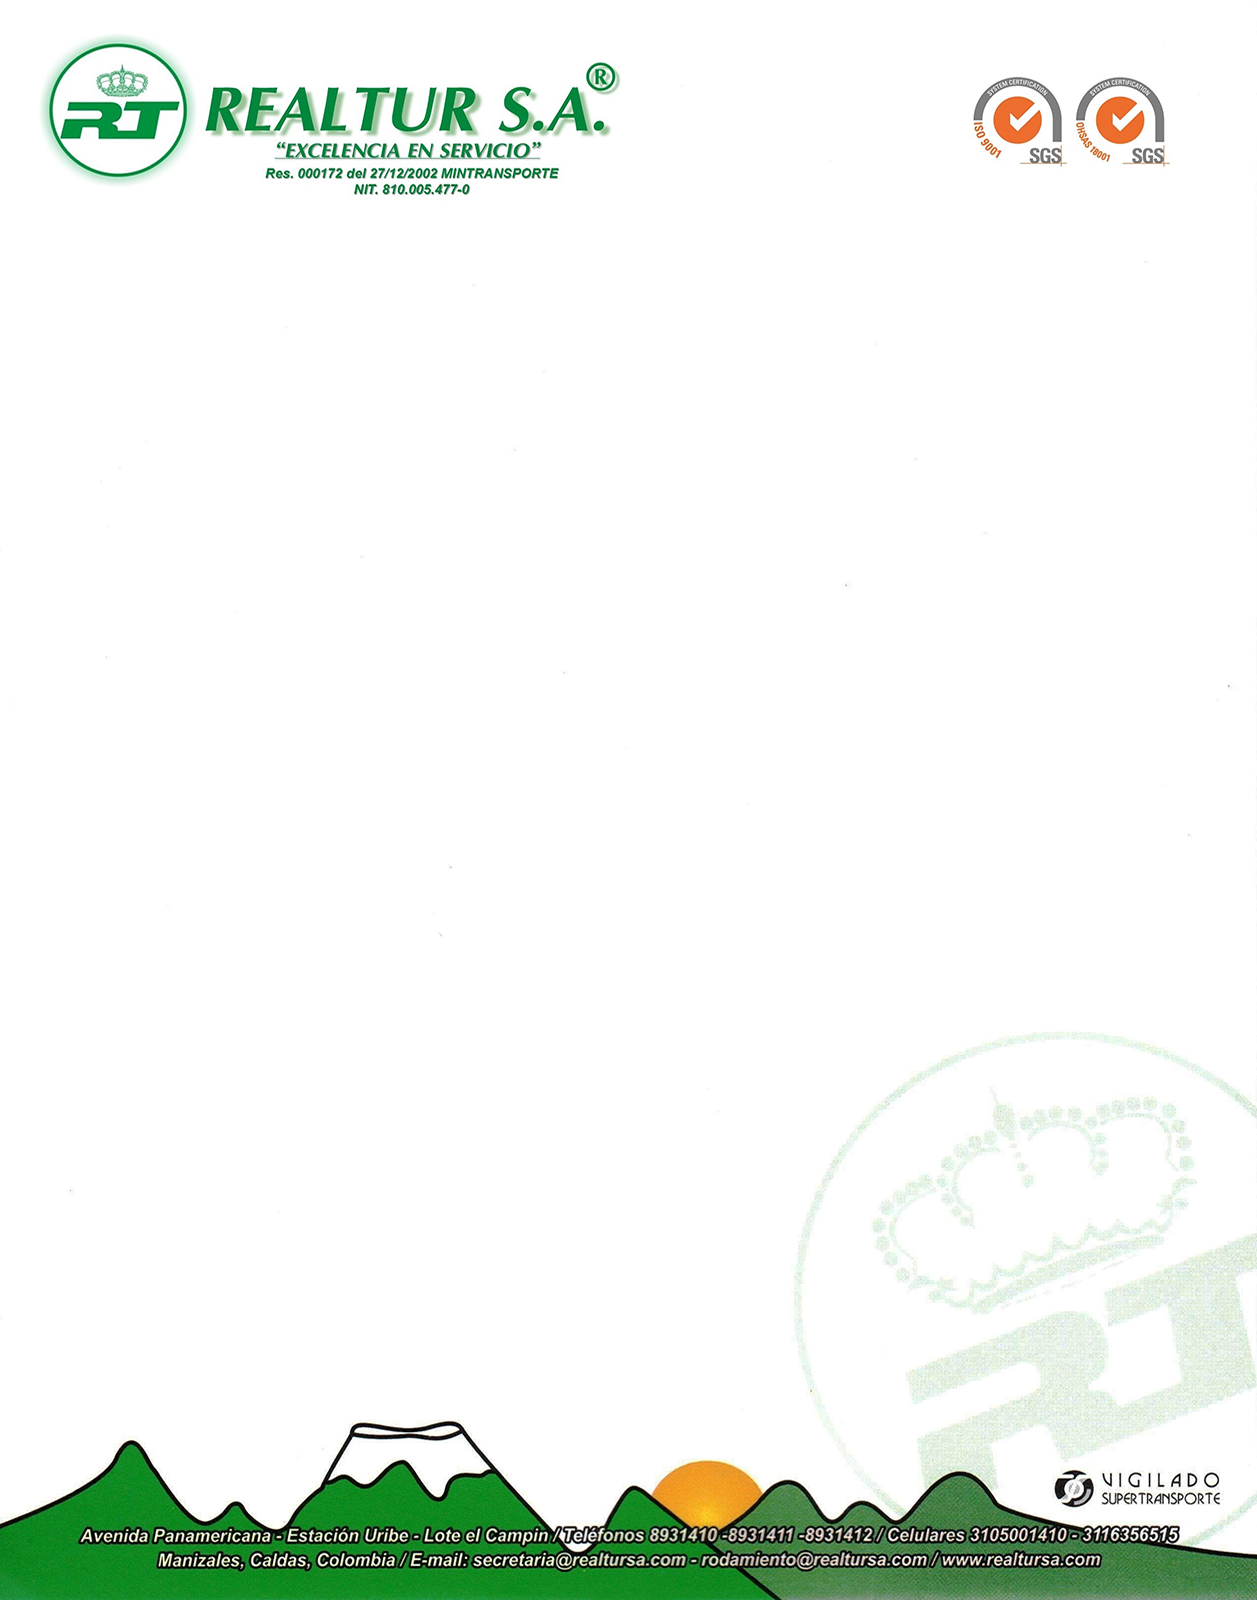 RT
REALTUR S.A.®
“EXCELENCIA EN SERVICIO”
Res. 000172 del 27/12/2002 MINTRANSPORTE
NIT. 810.005.477-0
SYSTEM CERTIFICATION
ISO 9001
SGS
SYSTEM CERTIFICATION
OHSAS 18001
SGS
RT
VIGILADO
SUPERTRANSPORTE
Avenida Panamericana - Estación Uribe - Lote el Campín / Teléfonos 8931410 -8931411 -8931412 / Celulares 3105001410 - 3116356515
Manizales, Caldas, Colombia / E-mail: secretaria@realtursa.com - rodamiento@realtursa.com / www.realtursa.com